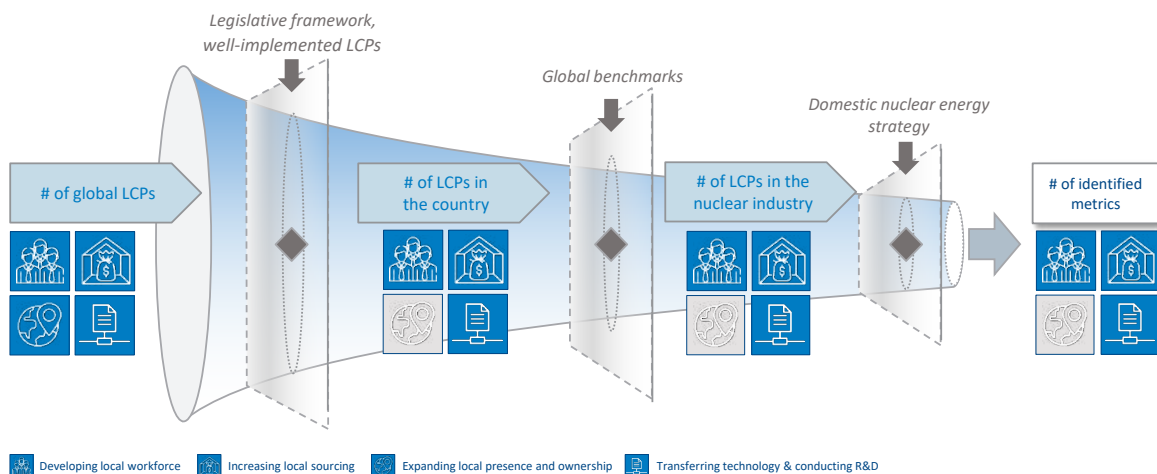 Legislative framework,
well-implemented LCPs
Global benchmarks
Domestic nuclear energy
strategy
# of global LCPs
# of LCPs in
the country
# of LCPs in the
nuclear industry
# of identified
metrics
$
$
$
$
Developing local workforce
Increasing local sourcing
Expanding local presence and ownership
Transferring technology & conducting R&D